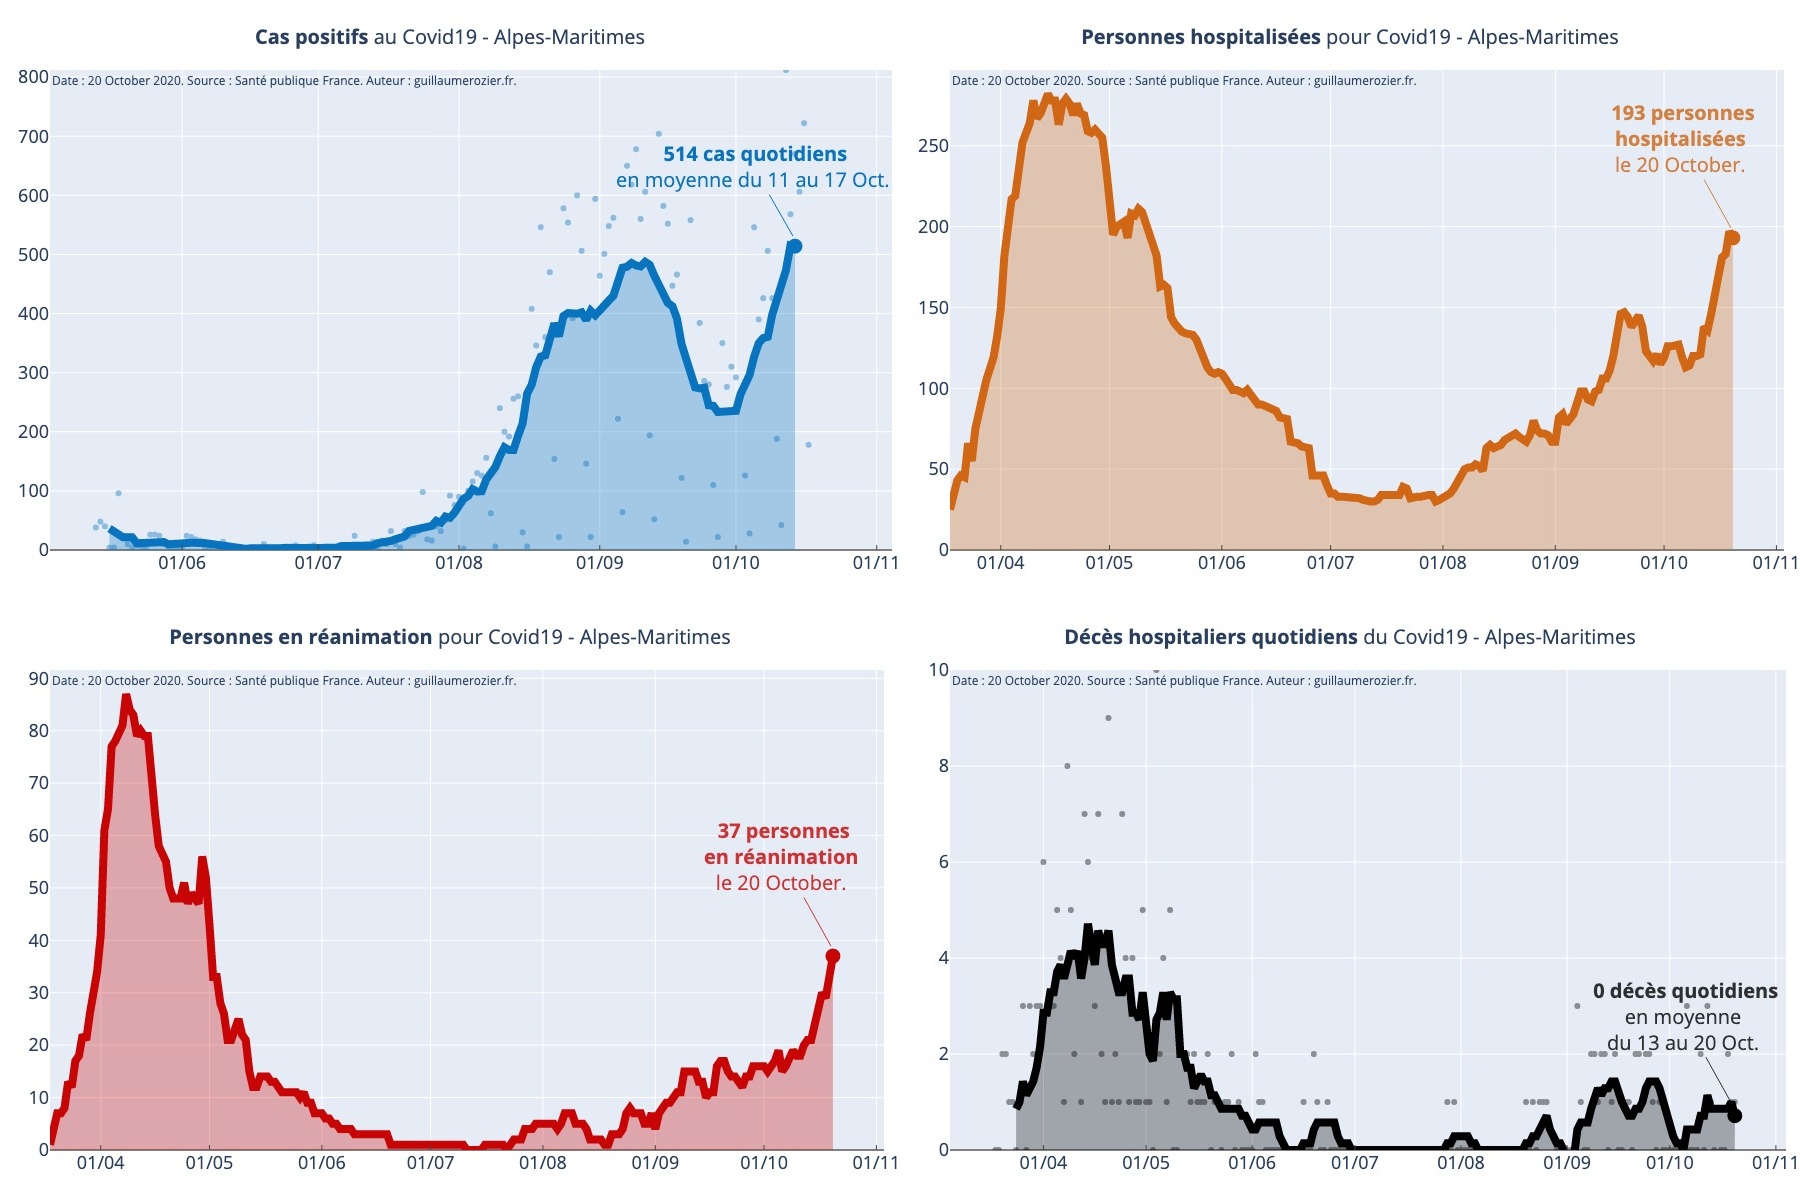 Cas positifs au Covid19 - Alpes-Maritimes
Date : 20 October 2020. Source : Santé publique France. Auteur : guillaumerozier.fr.
800
700
600
500
400
300
200
100
0
514 cas quotidiens
en moyenne du 11 au 17 Oct.
01/06 01/07 01/08 01/09 01/10 01/11
Personnes hospitalisées pour Covid19 - Alpes-Maritimes
Date : 20 October 2020. Source : Santé publique France. Auteur : guillaumerozier.fr.
250
200
150
100
50
0
193 personnes
hospitalisées
le 20 October.
01/04 01/05 01/06 01/07 01/08 01/09 01/10 01/11
Personnes en réanimation pour Covid19 - Alpes-Maritimes
Date : 20 October 2020. Source : Santé publique France. Auteur : guillaumerozier.fr.
90
80
70
60
50
40
30
20
10
0
37 personnes
en réanimation
le 20 October.
01/04 01/05 01/06 01/07 01/08 01/09 01/10 01/11
Décès hospitaliers quotidiens du Covid19 - Alpes-Maritimes
Date : 20 October 2020. Source : Santé publique France. Auteur : guillaumerozier.fr.
10
8
6
4
2
0
0 décès quotidiens
en moyenne
du 13 au 20 Oct.
01/04 01/05 01/06 01/07 01/08 01/09 01/10 01/11